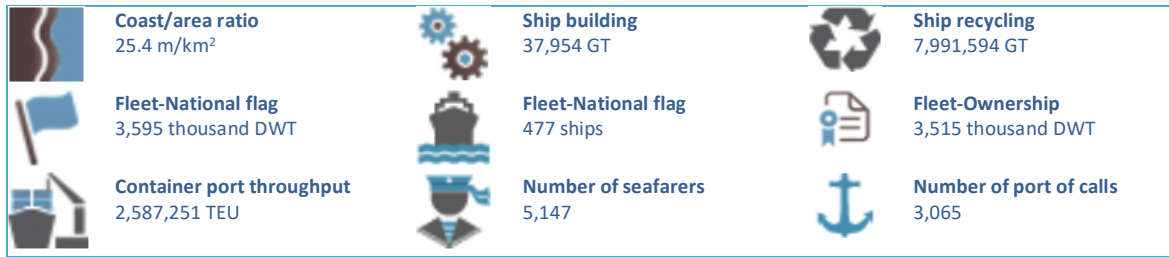 Coast/area ratio
25.4 m/km²
Ship building
37,954 GT
Ship recycling
7,991,594 GT
Fleet-National flag
3,595 thousand DWT
Fleet-National flag
477 ships
Fleet-Ownership
3,515 thousand DWT
Container port throughput
2,587,251 TEU
Number of seafarers
5,147
Number of port of calls
3,065